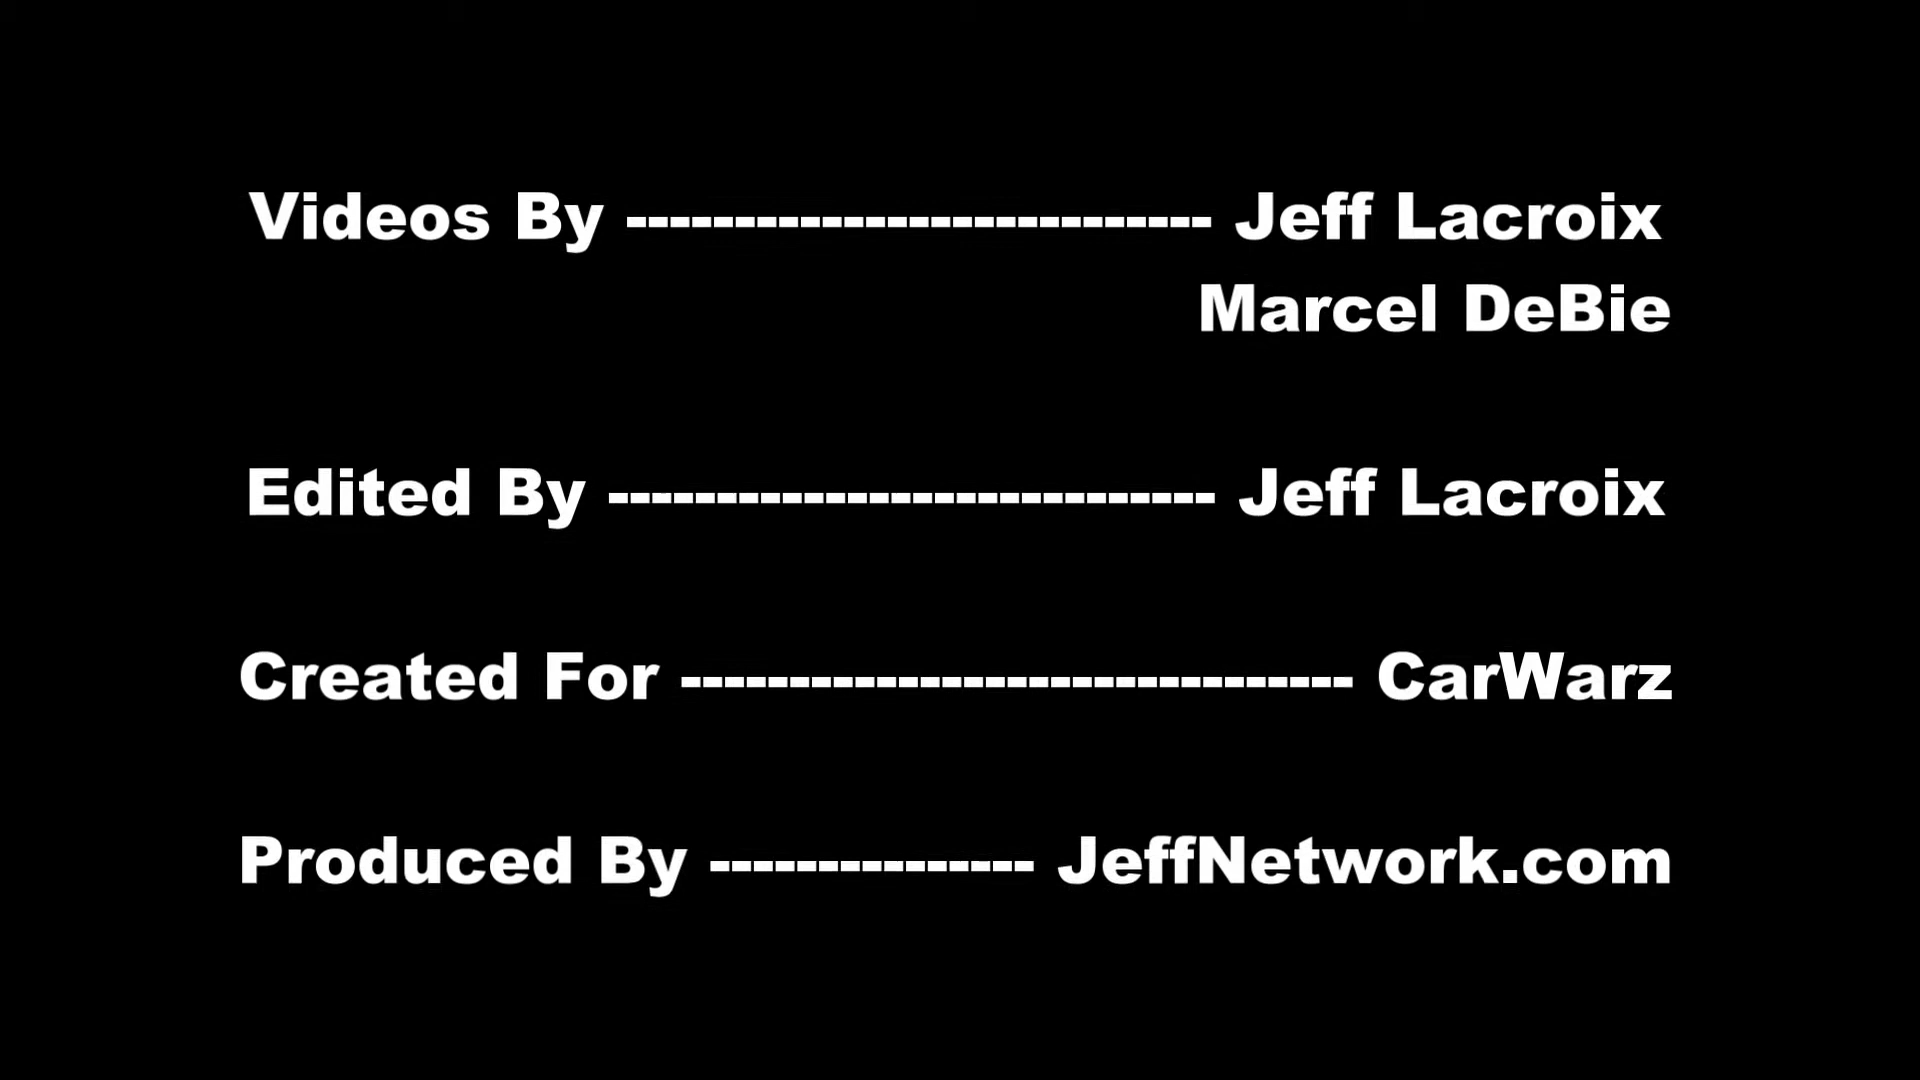 Videos By --------------------------- Jeff Lacroix
Marcel DeBie
Edited By ---------------------------- Jeff Lacroix
Created For ------------------------------- CarWarz
Produced By --------------- JeffNetwork.com